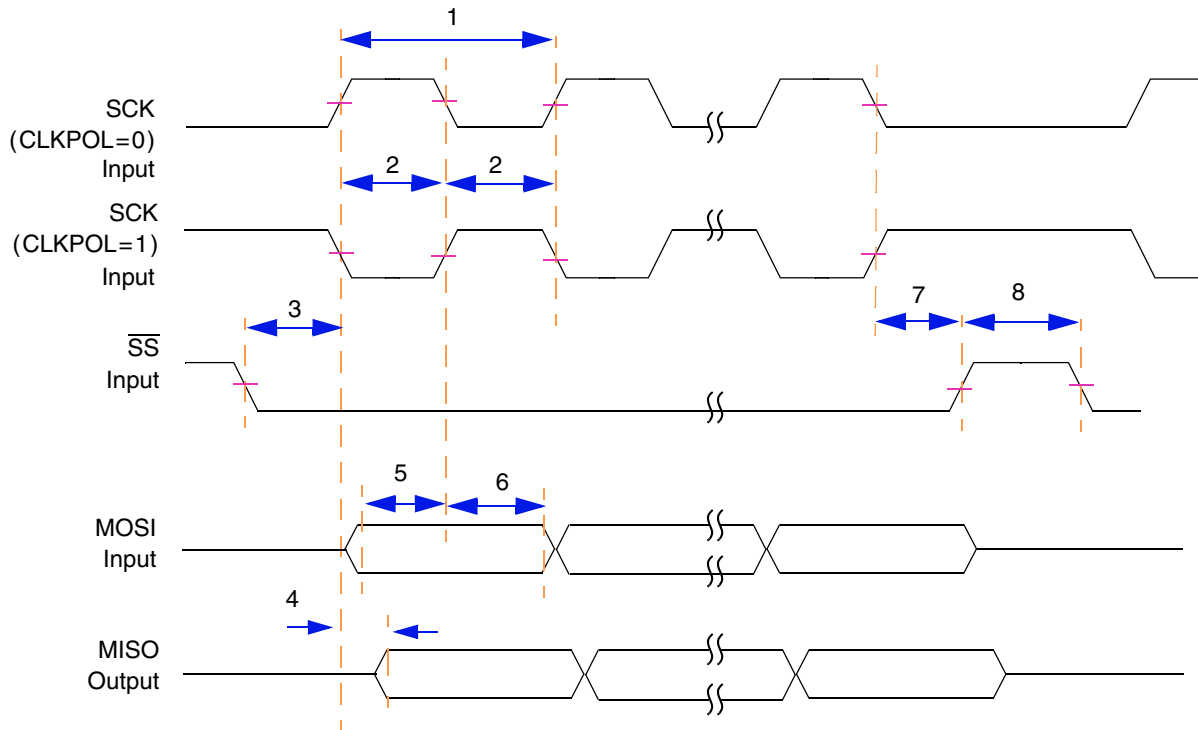 1
SCK
(CLKPOL=0)
Input
2 2
SCK
(CLKPOL=1)
Input
3 7 8
S̅S̅
Input
5 6
MOSI
Input
4
MISO
Output